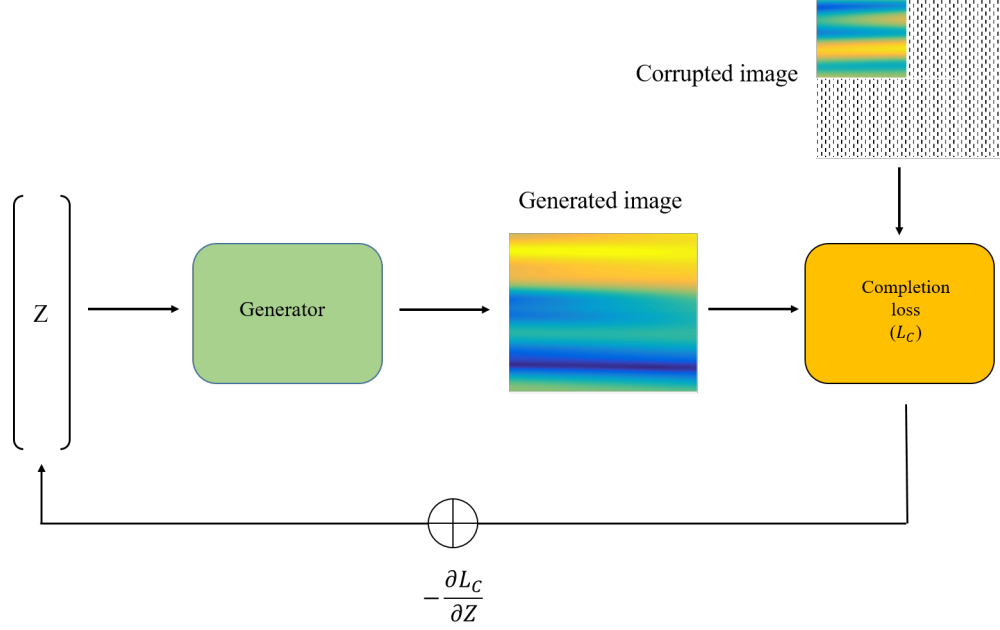 Corrupted image
Generated image
Z
Generator
Completion
loss
(L_C)
−∂L_C/∂Z